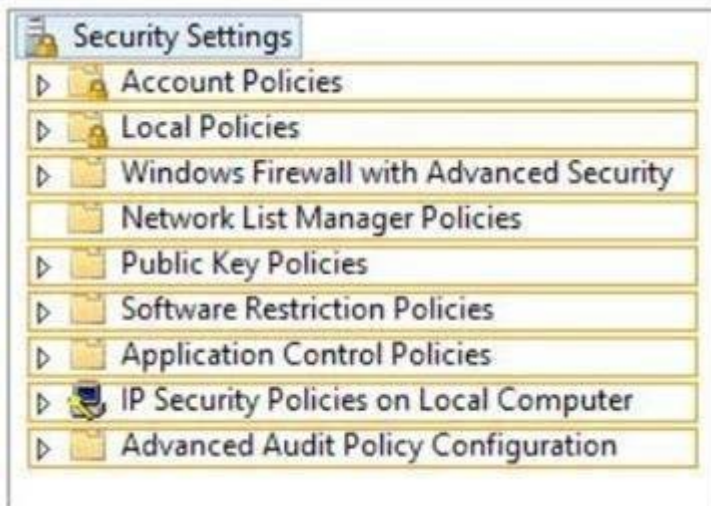 Security Settings
Account Policies
Local Policies
Windows Firewall with Advanced Security
Network List Manager Policies
Public Key Policies
Software Restriction Policies
Application Control Policies
IP Security Policies on Local Computer
Advanced Audit Policy Configuration